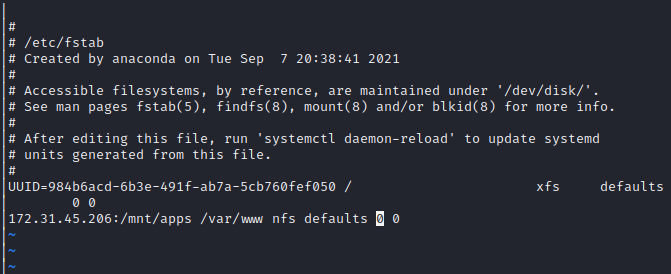 #
# /etc/fstab
# Created by anaconda on Tue Sep  7 20:38:41 2021
#
# Accessible filesystems, by reference, are maintained under '/dev/disk/'.
# See man pages fstab(5), findfs(8), mount(8) and/or blkid(8) for more info.
#
# After editing this file, run 'systemctl daemon-reload' to update systemd
# units generated from this file.
#
UUID=984b6acd-6b3e-491f-ab7a-5cb760fef050 /                       xfs     defaults
        0 0
172.31.45.206:/mnt/apps /var/www nfs defaults 0 0
~
~
~